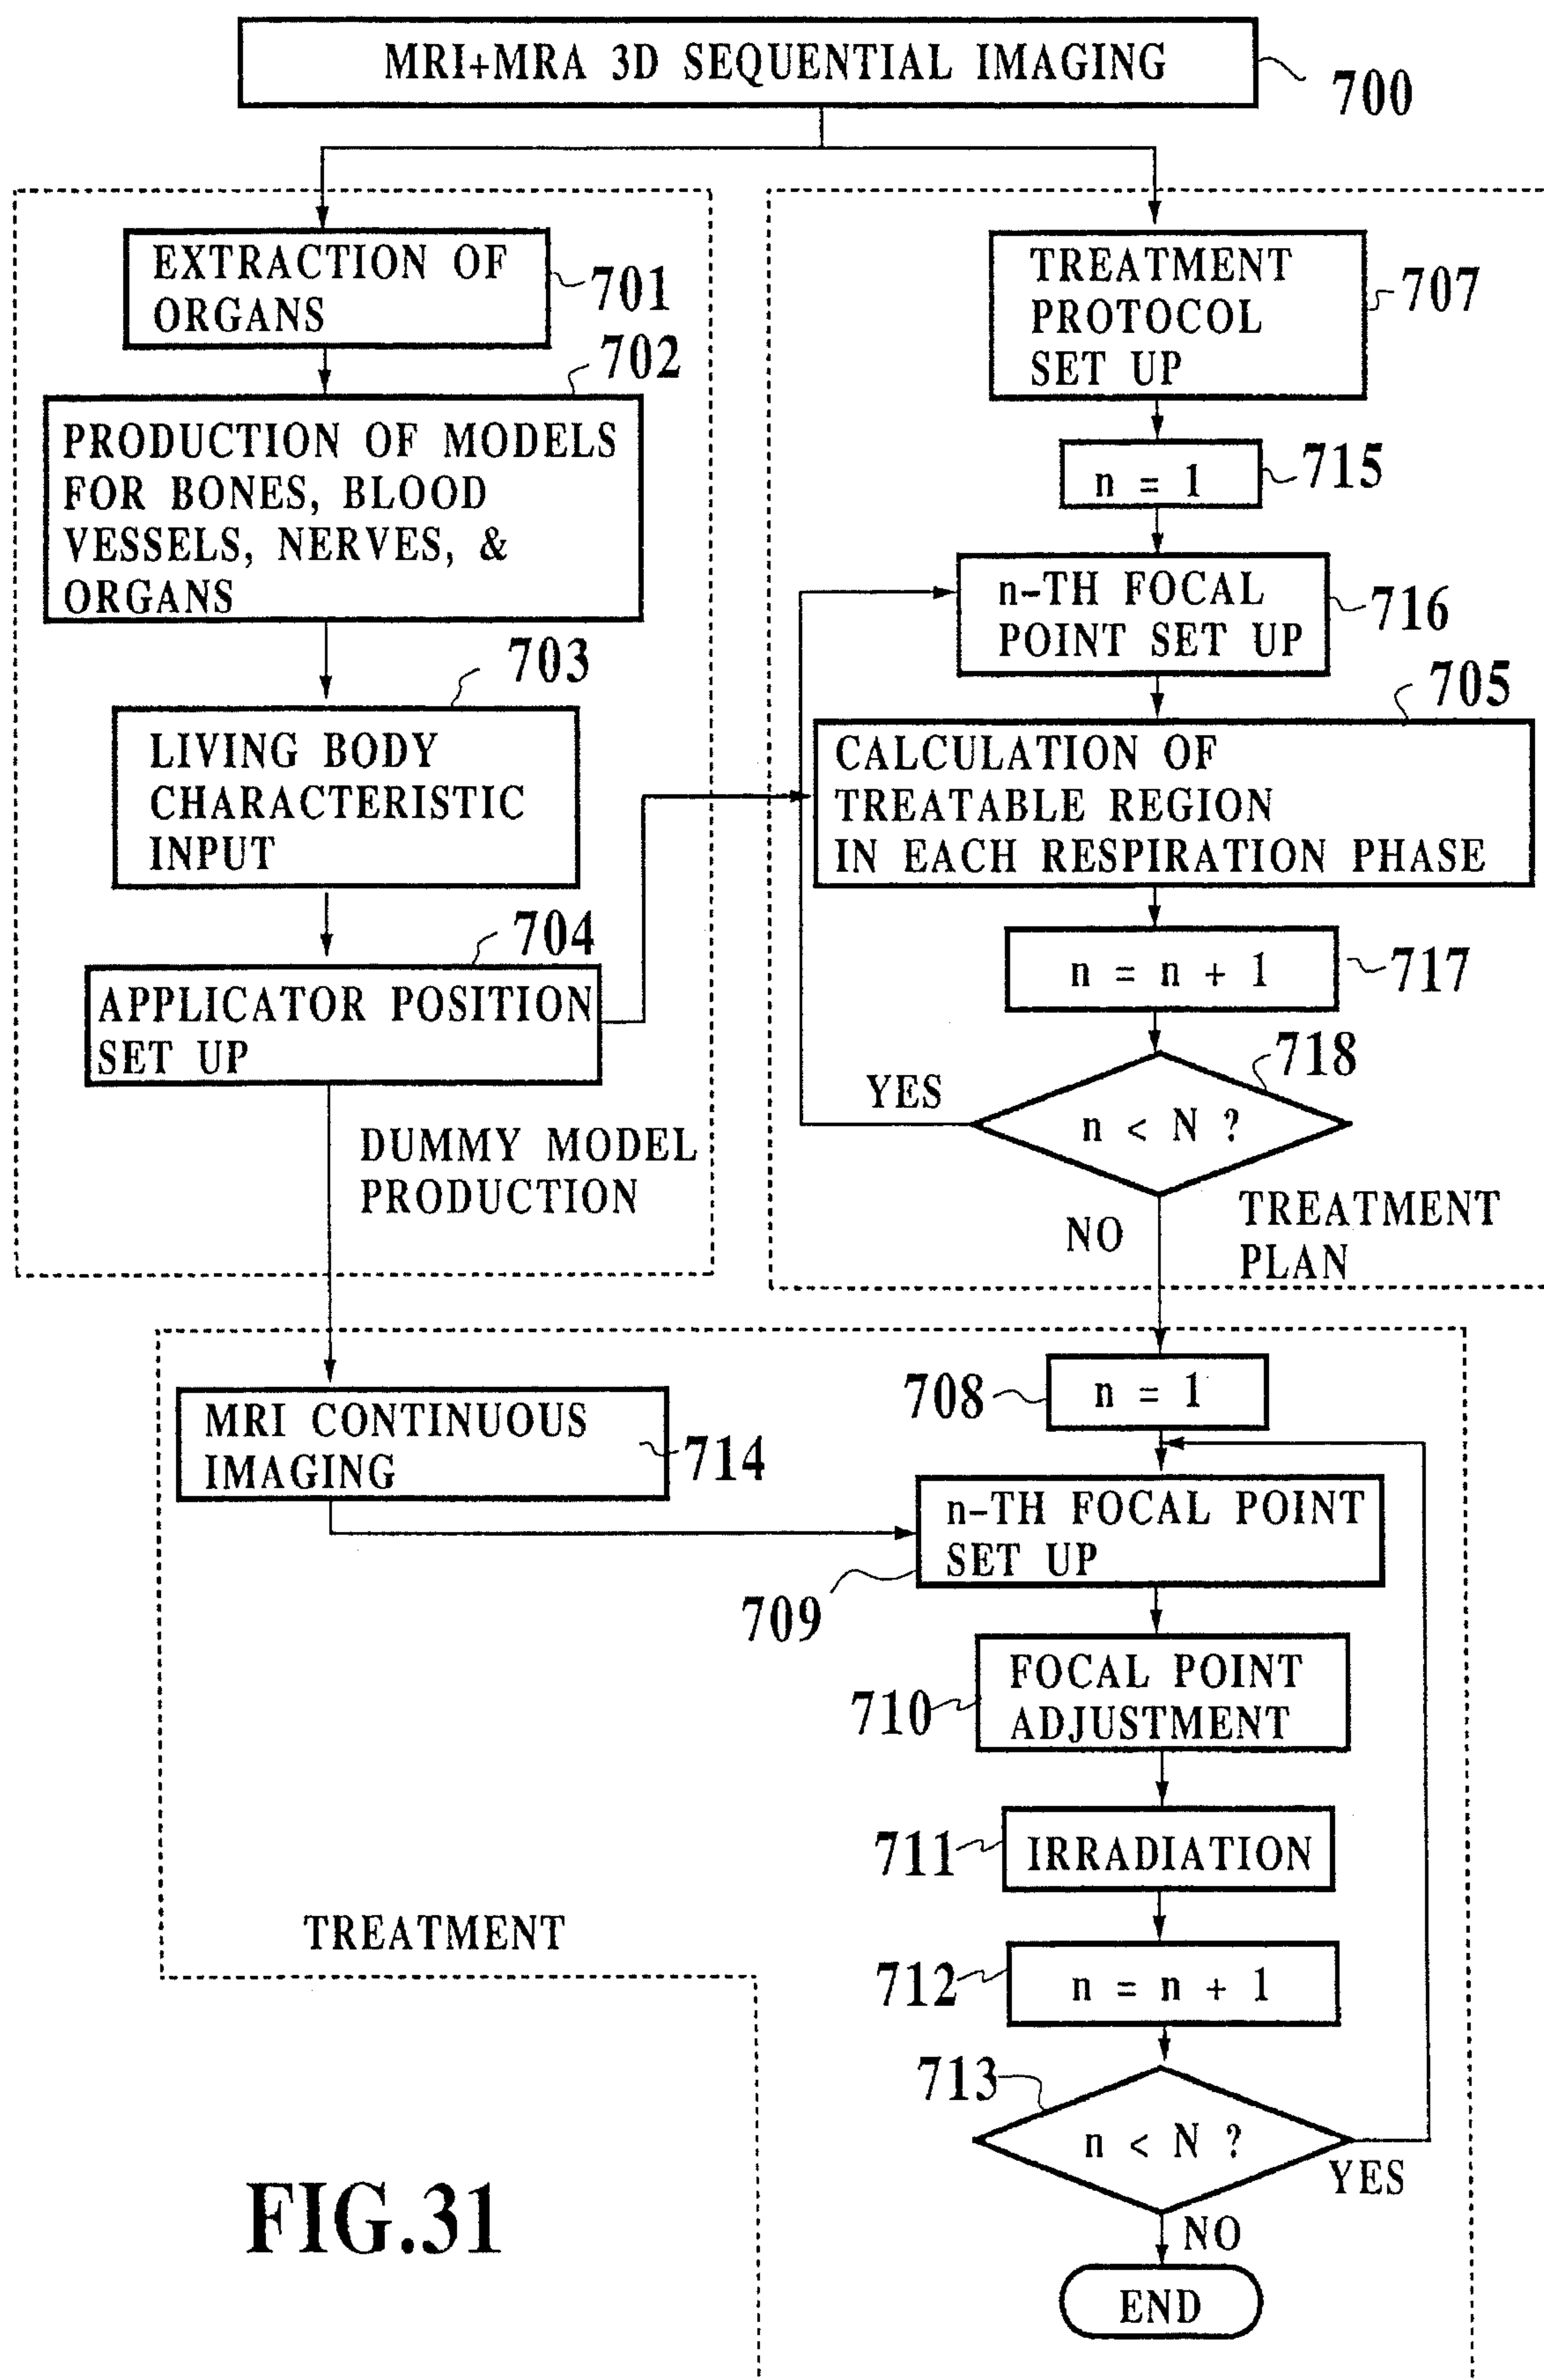 MRI+MRA 3D SEQUENTIAL IMAGING
700
EXTRACTION OF
ORGANS
701
702
PRODUCTION OF MODELS
FOR BONES, BLOOD
VESSELS, NERVES, &
ORGANS
703
LIVING BODY
CHARACTERISTIC
INPUT
704
APPLICATOR POSITION
SET UP
DUMMY MODEL
PRODUCTION
TREATMENT
PROTOCOL
SET UP
707
n = 1
715
n-TH FOCAL
POINT SET UP
716
705
CALCULATION OF
TREATABLE REGION
IN EACH RESPIRATION PHASE
n = n + 1
717
718
YES
n < N ?
NO
TREATMENT
PLAN
708
n = 1
MRI CONTINUOUS
IMAGING
714
n-TH FOCAL POINT
SET UP
709
FOCAL POINT
ADJUSTMENT
710
711
IRRADIATION
TREATMENT
712
n = n + 1
713
n < N ?
YES
NO
END
FIG.31